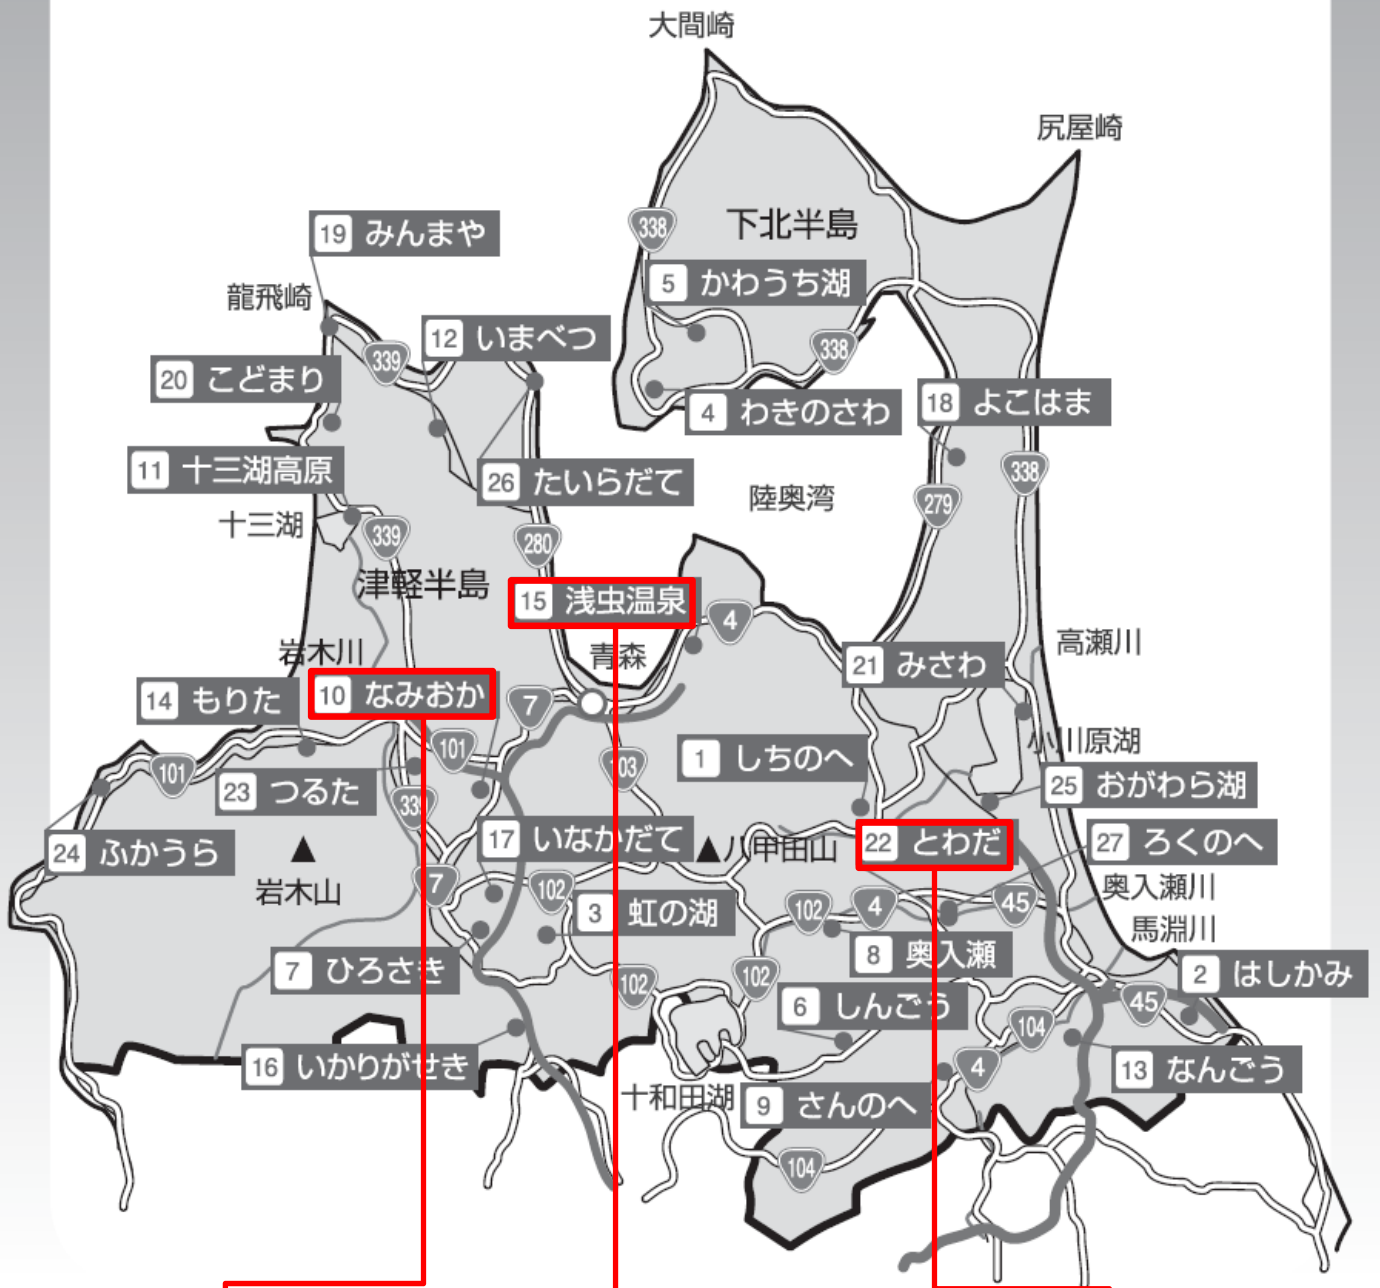 大間崎
尻屋崎
338
下北半島
19 みんまや
5 かわうち湖
龍飛崎
12 いまべつ
339
338
20 こどまり
4 わきのさわ
18 よこはま
11 十三湖高原
26 たいらだて
338
陸奥湾
279
十三湖
339
280
津軽半島
15 浅虫温泉
4
岩木川
青森
21 みさわ
高瀬川
14 もりた
10 なみおか
7
101
101
103
1 しちのへ
小川原湖
23 つるた
339
25 おがわら湖
24 ふかうら
17 いなかだて
八甲田山
22 とわだ
27 ろくのへ
岩木山
7
102
3 虹の湖
102
4
45
奥入瀬川
馬淵川
7 ひろさき
8 奥入瀬
2 はしかみ
102
102
6 しんごう
45
104
16 いかりがせき
4
13 なんごう
十和田湖
9 さんのへ
104